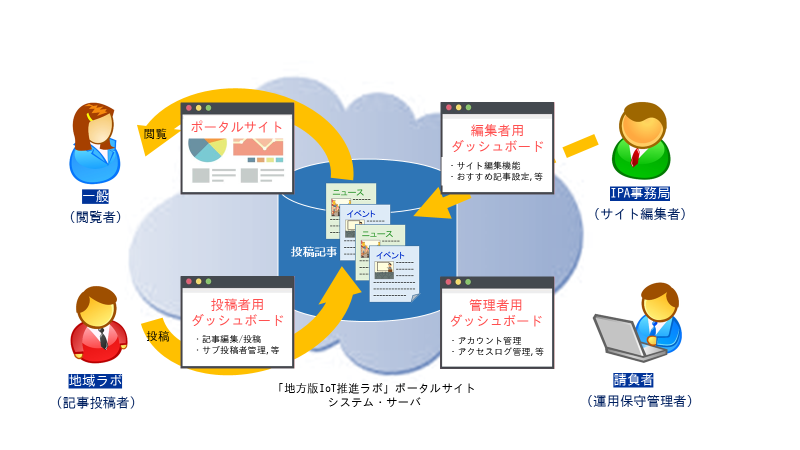 閲覧
ポータルサイト
編集者用
ダッシュボード
・サイト編集機能
・おすすめ記事設定,等
一般
(閲覧者)
IPA事務局
(サイト編集者)
ニュース
イベント
ニュース
イベント
投稿記事
投稿
投稿者用
ダッシュボード
・記事編集/投稿
・サブ投稿者管理,等
管理者用
ダッシュボード
・アカウント管理
・アクセスログ管理,等
地域ラボ
(記事投稿者)
請負者
(運用保守管理者)
「地方版IoT推進ラボ」ポータルサイト
システム・サーバ